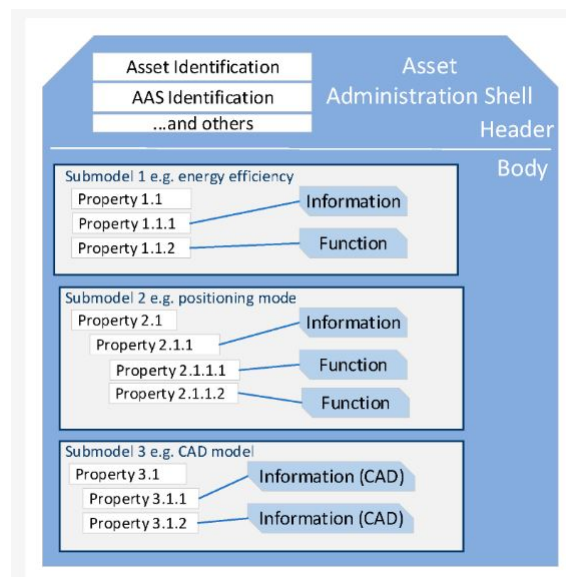 Asset Identification
AAS Identification
...and others
Asset
Administration Shell
Header
Body
Submodel 1 e.g. energy efficiency
Property 1.1
Property 1.1.1
Property 1.1.2
Information
Function
Submodel 2 e.g. positioning mode
Property 2.1
Property 2.1.1
Property 2.1.1.1
Property 2.1.1.2
Information
Function
Function
Submodel 3 e.g. CAD model
Property 3.1
Property 3.1.1
Property 3.1.2
Information (CAD)
Information (CAD)